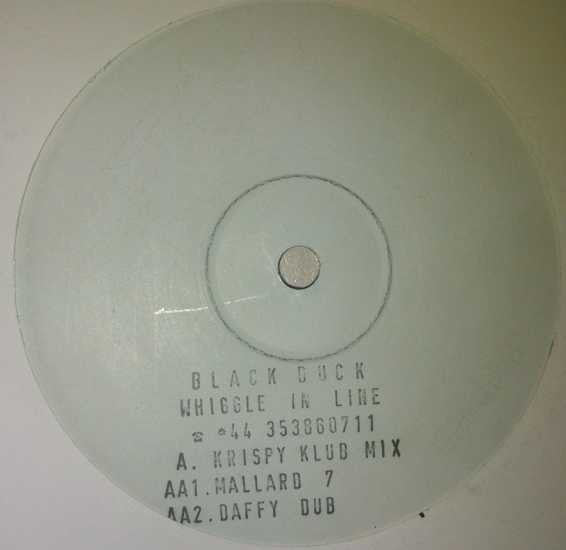 BLACK DUCK
WHIGGLE IN LINE
☎ 44 353860711
A. KRISPY KLUB MIX
AA1. MALLARD 7
AA2. DAFFY DUB